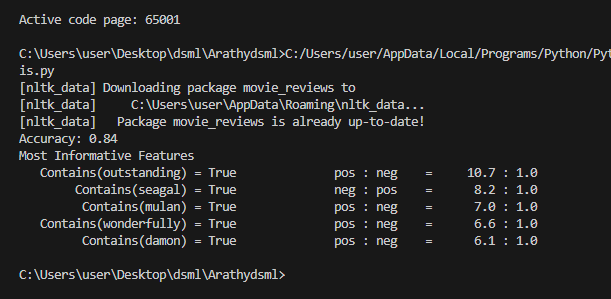 Active code page: 65001
C:\Users\user\Desktop\dsml\Arathydsml>C:/Users/user/AppData/Local/Programs/Python/Pyt
is.py
[nltk_data] Downloading package movie_reviews to
[nltk_data]     C:\Users\user\AppData\Roaming\nltk_data...
[nltk_data]   Package movie_reviews is already up-to-date!
Accuracy: 0.84
Most Informative Features
   Contains(outstanding) = True              pos : neg    =     10.7 : 1.0
       Contains(seagal) = True              neg : pos    =      8.2 : 1.0
        Contains(mulan) = True              pos : neg    =      7.0 : 1.0
   Contains(wonderfully) = True              pos : neg    =      6.6 : 1.0
        Contains(damon) = True              pos : neg    =      6.1 : 1.0
C:\Users\user\Desktop\dsml\Arathydsml>